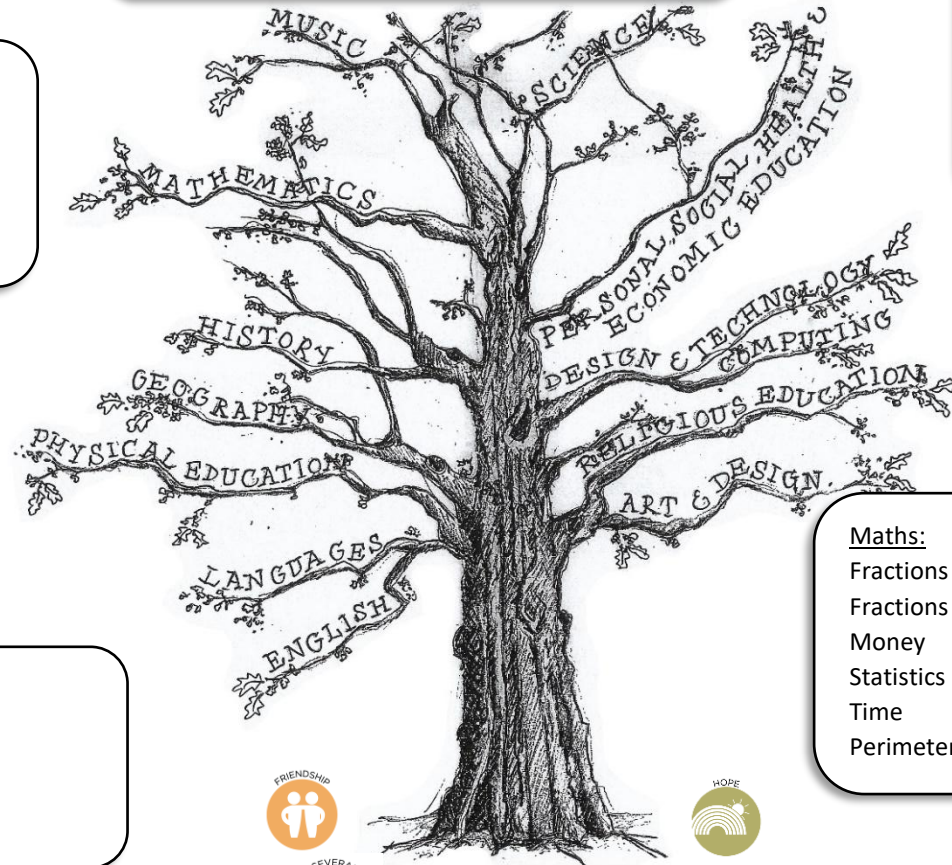 MUSIC
SCIENCE
PERSONAL, SOCIAL, HEALTH &
ECONOMIC EDUCATION
MATHEMATICS
DESIGN & TECHNOLOGY
COMPUTING
HISTORY
GEOGRAPHY
RELIGIOUS EDUCATION
PHYSICAL EDUCATION
ART & DESIGN.
LANGUAGES
ENGLISH
Maths:
Fractions
Fractions
Money
Statistics
Time
Perimeter
FRIENDSHIP
HOPE